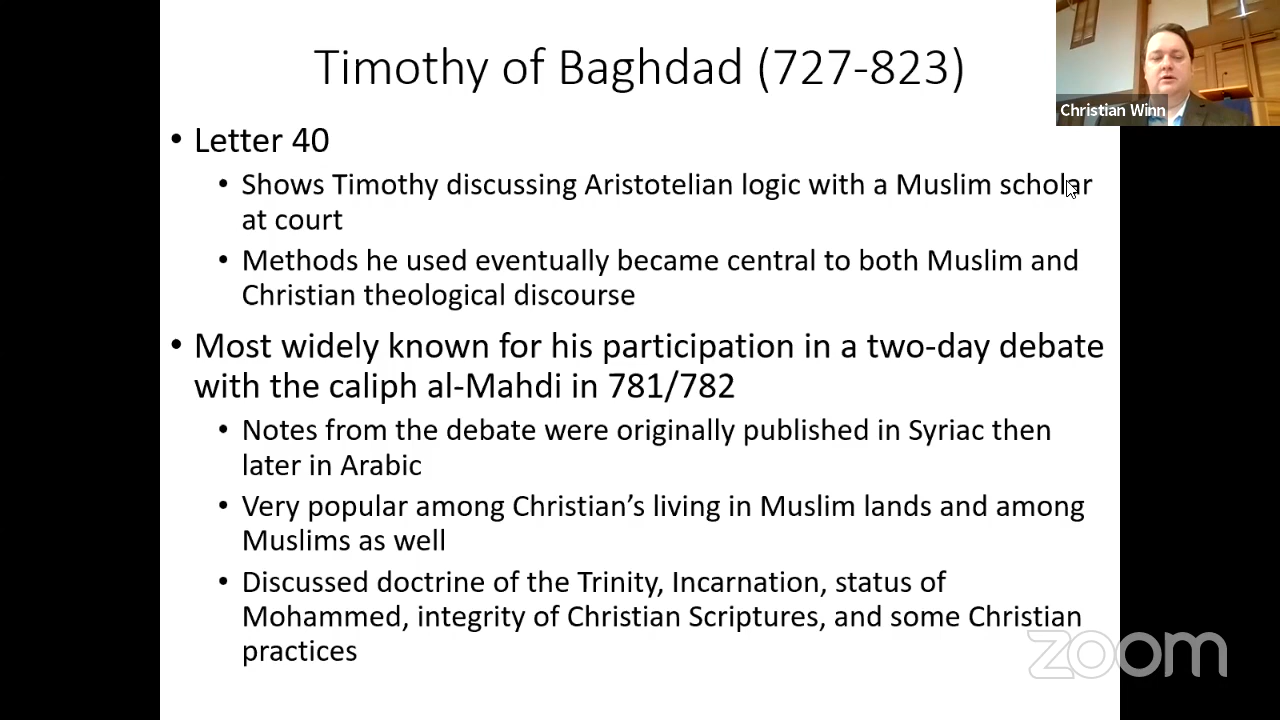 Timothy of Baghdad (727-823)
Christian Winn
• Letter 40
• Shows Timothy discussing Aristotelian logic with a Muslim scholar
at court
• Methods he used eventually became central to both Muslim and
Christian theological discourse
• Most widely known for his participation in a two-day debate
with the caliph al-Mahdi in 781/782
• Notes from the debate were originally published in Syriac then
later in Arabic
• Very popular among Christian’s living in Muslim lands and among
Muslims as well
• Discussed doctrine of the Trinity, Incarnation, status of
Mohammed, integrity of Christian Scriptures, and some Christian
practices
zoom